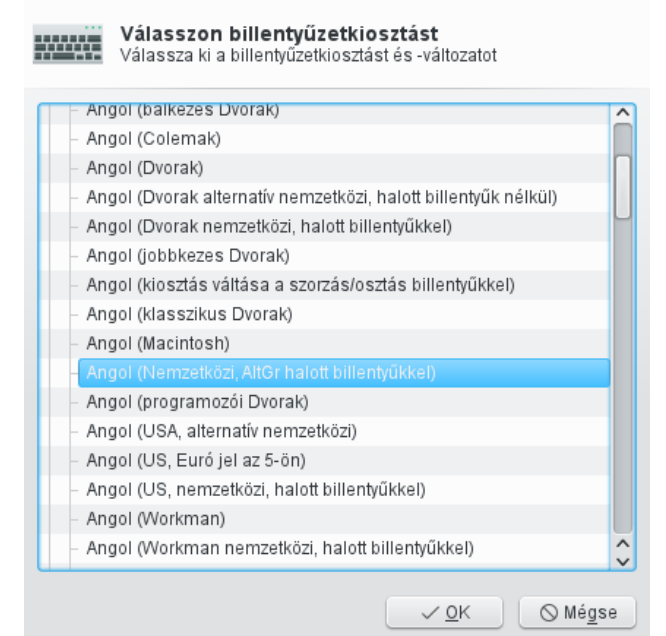 Válasszon billentyűzetkiosztást
Válassza ki a billentyűzetkiosztást és -változatot
Angol (balkezes Dvorak)
Angol (Colemak)
Angol (Dvorak)
Angol (Dvorak alternatív nemzetközi, halott billentyűk nélkül)
Angol (Dvorak nemzetközi, halott billentyűkkel)
Angol (jobbkezes Dvorak)
Angol (kiosztás váltása a szorzás/osztás billentyűkkel)
Angol (klasszikus Dvorak)
Angol (Macintosh)
Angol (Nemzetközi, AltGr halott billentyűkkel)
Angol (programozói Dvorak)
Angol (USA, alternatív nemzetközi)
Angol (US, Euró jel az 5-ön)
Angol (US, nemzetközi, halott billentyűkkel)
Angol (Workman)
Angol (Workman nemzetközi, halott billentyűkkel)
OK Mégse